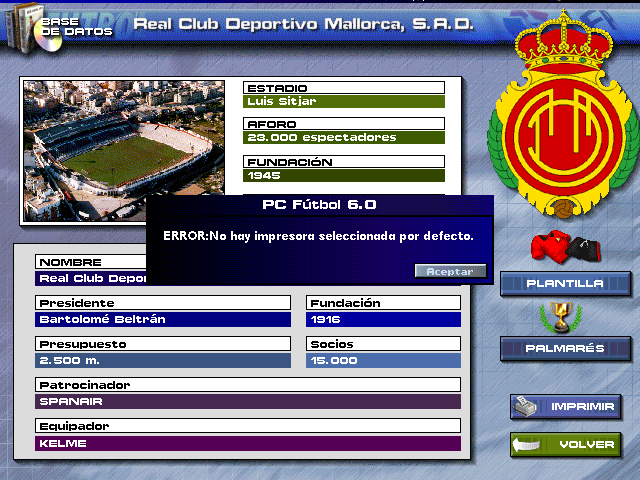 BASE
DE DATOS
Real Club Deportivo Mallorca, S.A.D.
ESTADIO
Luis Sitjar
AFORO
23.000 espectadores
FUNDACIÓN
1945
PC Fútbol 6.0
ERROR:No hay impresora seleccionada por defecto.
Aceptar
NOMBRE
Real Club Depor
Presidente
Bartolomé Beltrán
Fundación
1916
Presupuesto
2.500 m.
Socios
15.000
Patrocinador
SPANAIR
Equipador
KELME
PLANTILLA
PALMARÉS
IMPRIMIR
VOLVER